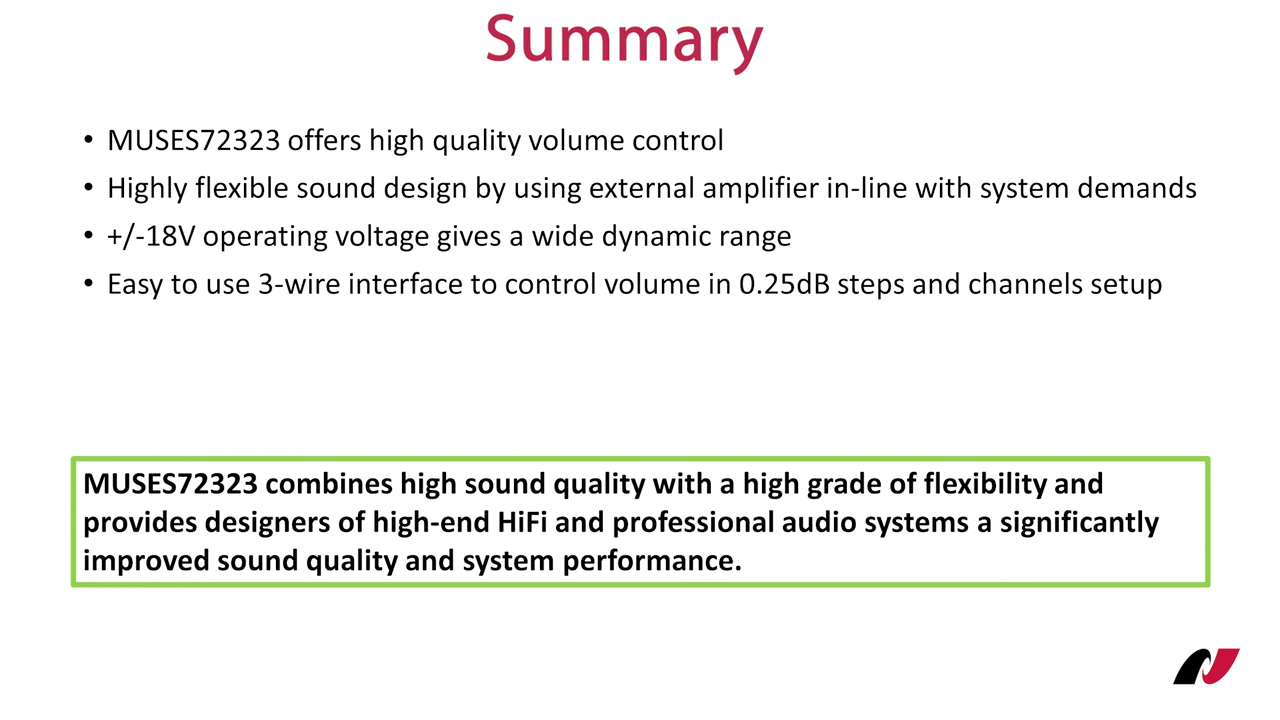 Summary
• MUSES72323 offers high quality volume control
• Highly flexible sound design by using external amplifier in-line with system demands
• +/-18V operating voltage gives a wide dynamic range
• Easy to use 3-wire interface to control volume in 0.25dB steps and channels setup
MUSES72323 combines high sound quality with a high grade of flexibility and
provides designers of high-end HiFi and professional audio systems a significantly
improved sound quality and system performance.